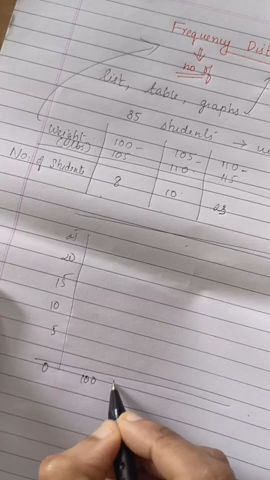 Frequency Dist
no of
list, table, graphs
85 students →
Weight 100- 105- 110-
(lbs) 105 110 115
No. of Students 8 10 23
20
15
10
5
0 100